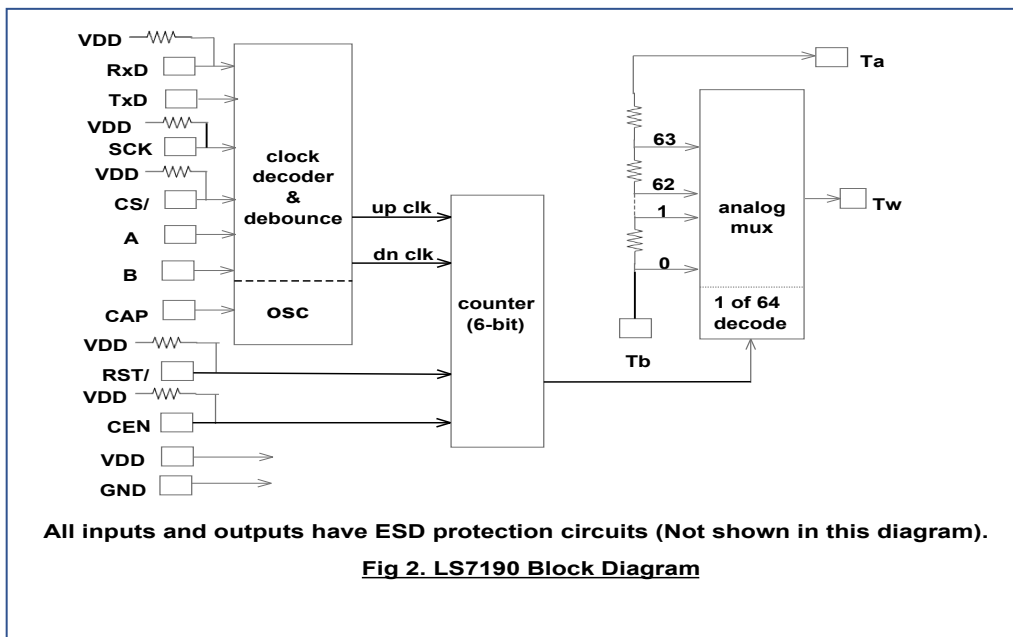 VDD
RxD
TxD
VDD
SCK
VDD
CS/
A
B
CAP
VDD
RST/
VDD
CEN
VDD
GND
clock
decoder
&
debounce
osc
up clk
dn clk
counter
(6-bit)
63
62
1
0
Tb
analog
mux
1 of 64
decode
Ta
Tw
All inputs and outputs have ESD protection circuits (Not shown in this diagram).
Fig 2. LS7190 Block Diagram